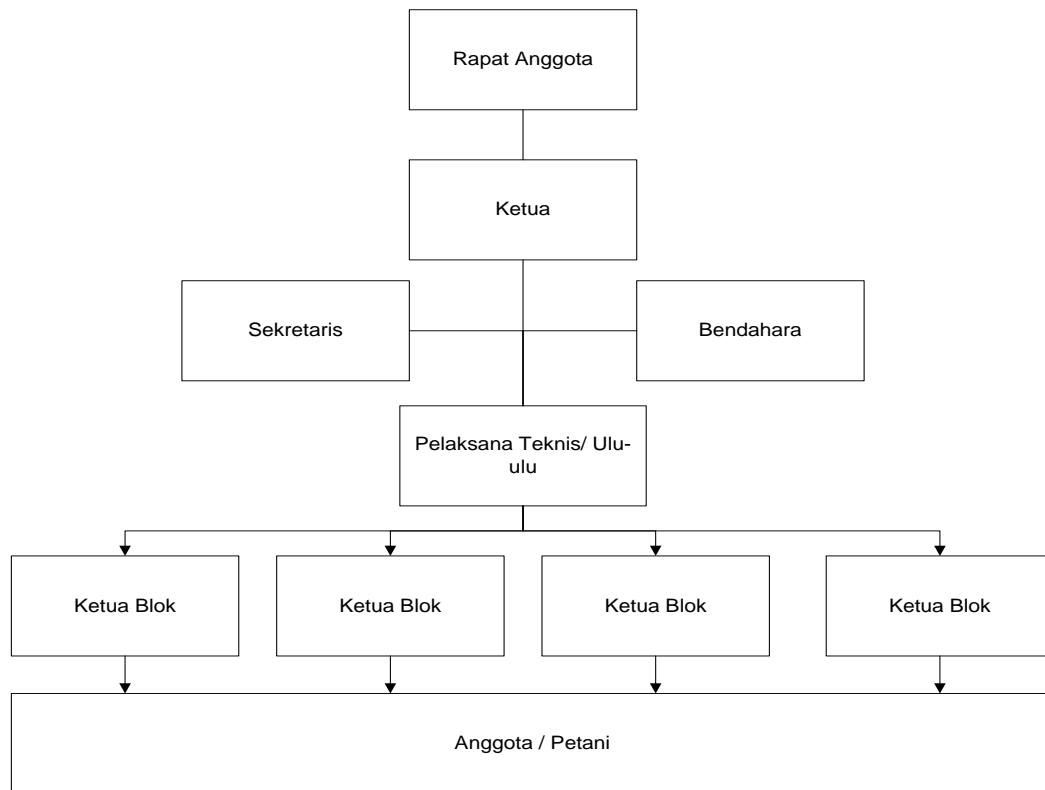 Rapat Anggota
Ketua
Sekretaris
Bendahara
Pelaksana Teknis/ Ulu-
ulu
Ketua Blok
Ketua Blok
Ketua Blok
Ketua Blok
Anggota / Petani